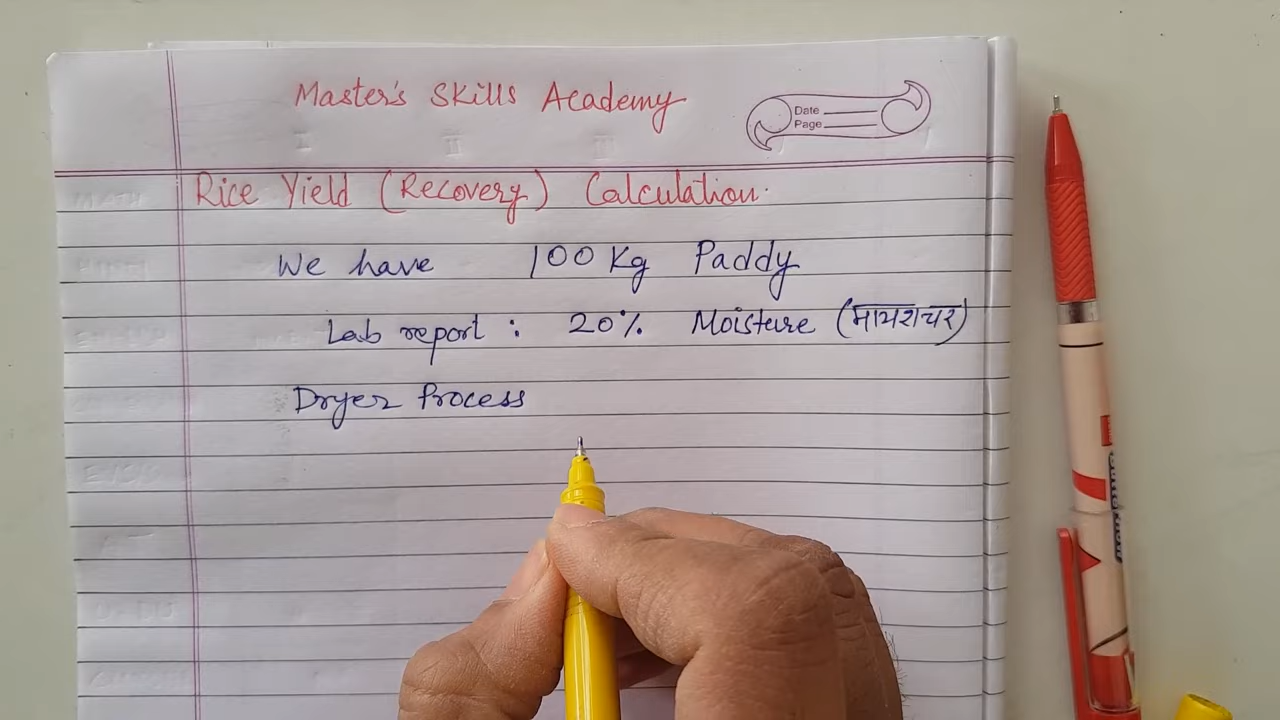 Master's Skills Academy
Date
Page
Rice Yield (Recovery) Calculation.
We have 100 Kg Paddy
Lab report : 20% Moisture (मायशचर)
Dryer Process